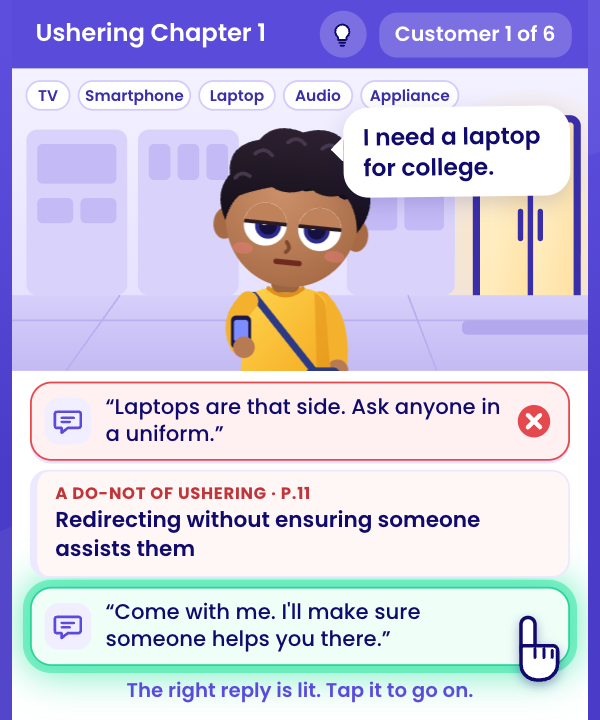 Ushering Chapter 1
Customer 1 of 6
TV
Smartphone
Laptop
Audio
Appliance
I need a laptop
for college.
“Laptops are that side. Ask anyone in
a uniform.”
A DO-NOT OF USHERING · P.11
Redirecting without ensuring someone
assists them
“Come with me. I'll make sure
someone helps you there.”
The right reply is lit. Tap it to go on.